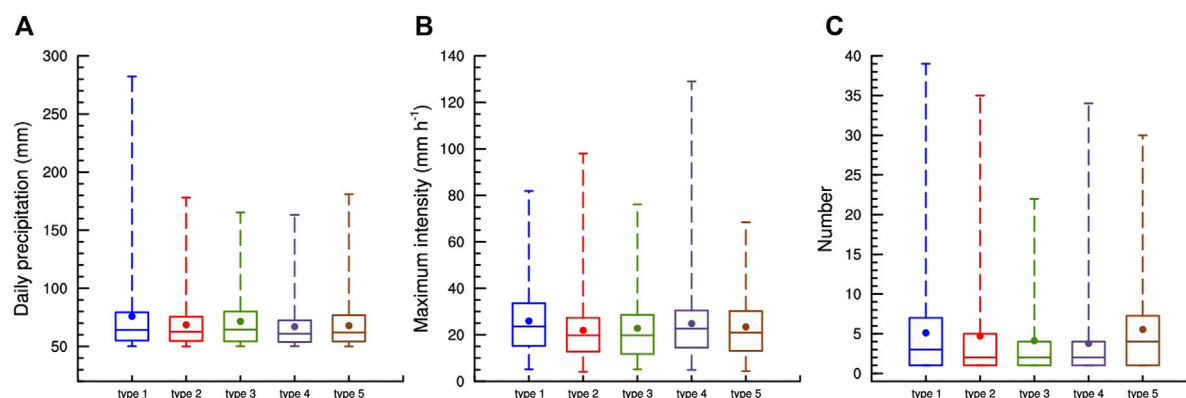 A
B
C
Daily precipitation (mm)
300
250
200
150
100
50
type 1 type 2 type 3 type 4 type 5
Maximum intensity (mm h-1)
140
120
100
80
60
40
20
0
type 1 type 2 type 3 type 4 type 5
Number
40
35
30
25
20
15
10
5
0
type 1 type 2 type 3 type 4 type 5